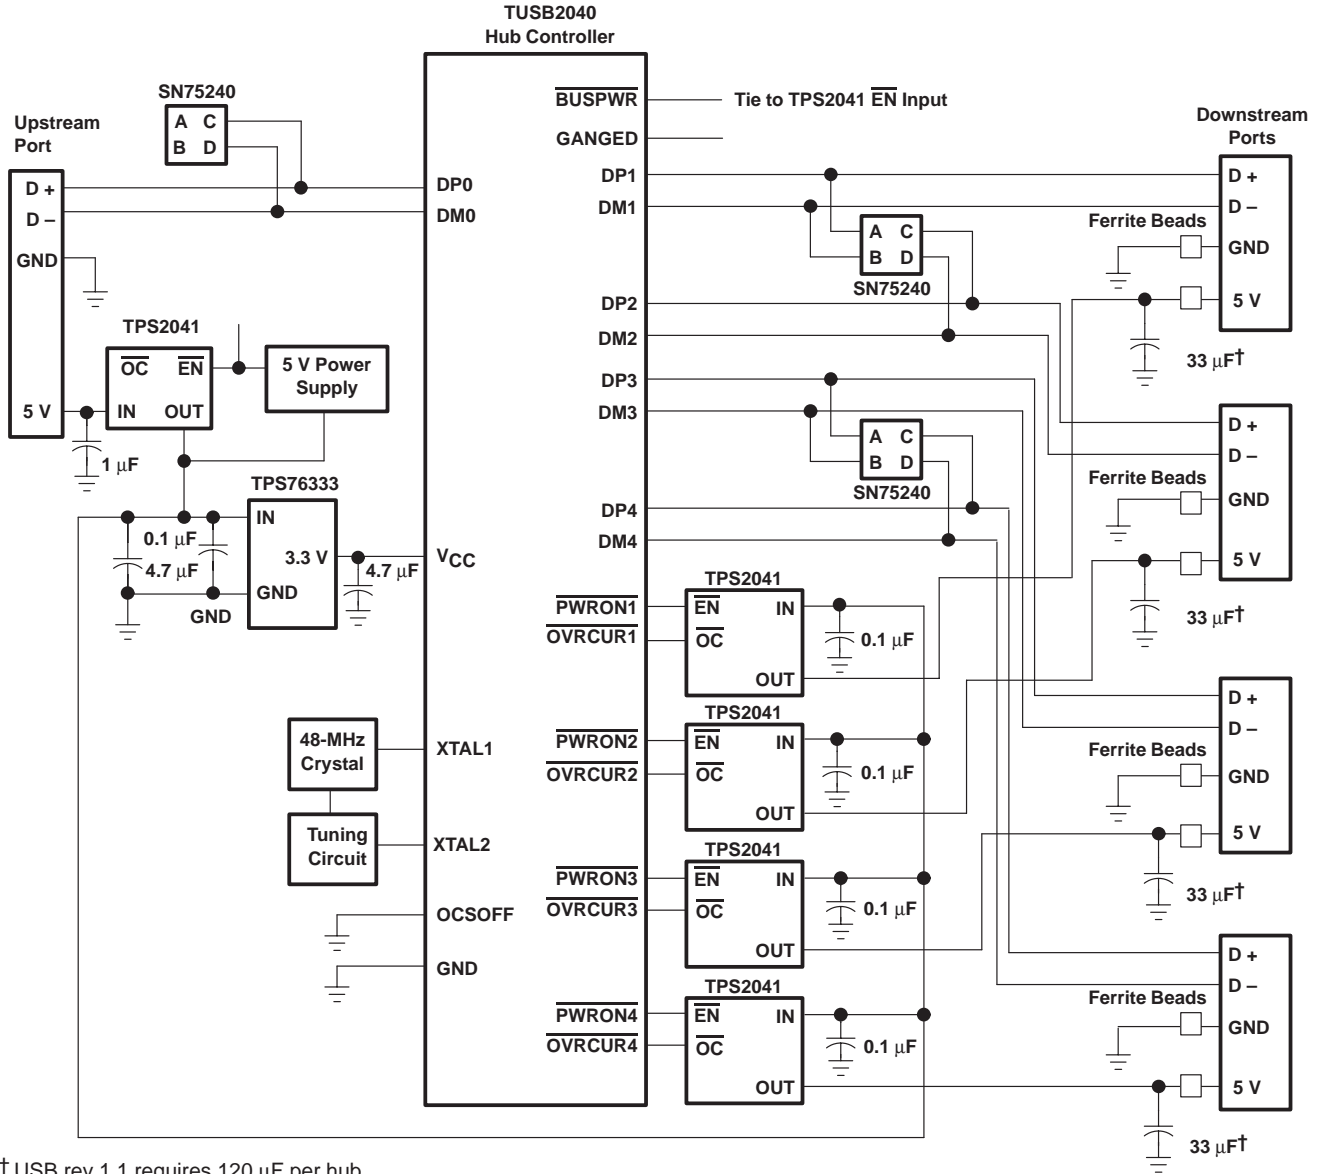 TUSB2040
Hub Controller
SN75240
A C
B D
Upstream
Port
D +
D –
GND
5 V
DP0
DM0
BUSPWR
Tie to TPS2041 EN Input
GANGED
DP1
DM1
A C
B D
SN75240
DP2
DM2
DP3
DM3
A C
B D
SN75240
DP4
DM4
Downstream
Ports
D +
D –
Ferrite Beads
GND
5 V
33 µF†
D +
D –
Ferrite Beads
GND
5 V
33 µF†
D +
D –
Ferrite Beads
GND
5 V
33 µF†
D +
D –
Ferrite Beads
GND
5 V
33 µF†
TPS2041
OC EN
IN OUT
5 V Power
Supply
1 µF
TPS76333
IN
0.1 µF
3.3 V
4.7 µF
GND
GND
4.7 µF
VCC
TPS2041
PWRON1
EN IN
OVRCUR1
OC
0.1 µF
OUT
TPS2041
PWRON2
EN IN
OVRCUR2
OC
0.1 µF
OUT
TPS2041
PWRON3
EN IN
OVRCUR3
OC
0.1 µF
OUT
TPS2041
PWRON4
EN IN
OVRCUR4
OC
0.1 µF
OUT
48-MHz
Crystal
XTAL1
Tuning
Circuit
XTAL2
OCSOFF
GND
† USB rev 1.1 requires 120 µF per hub